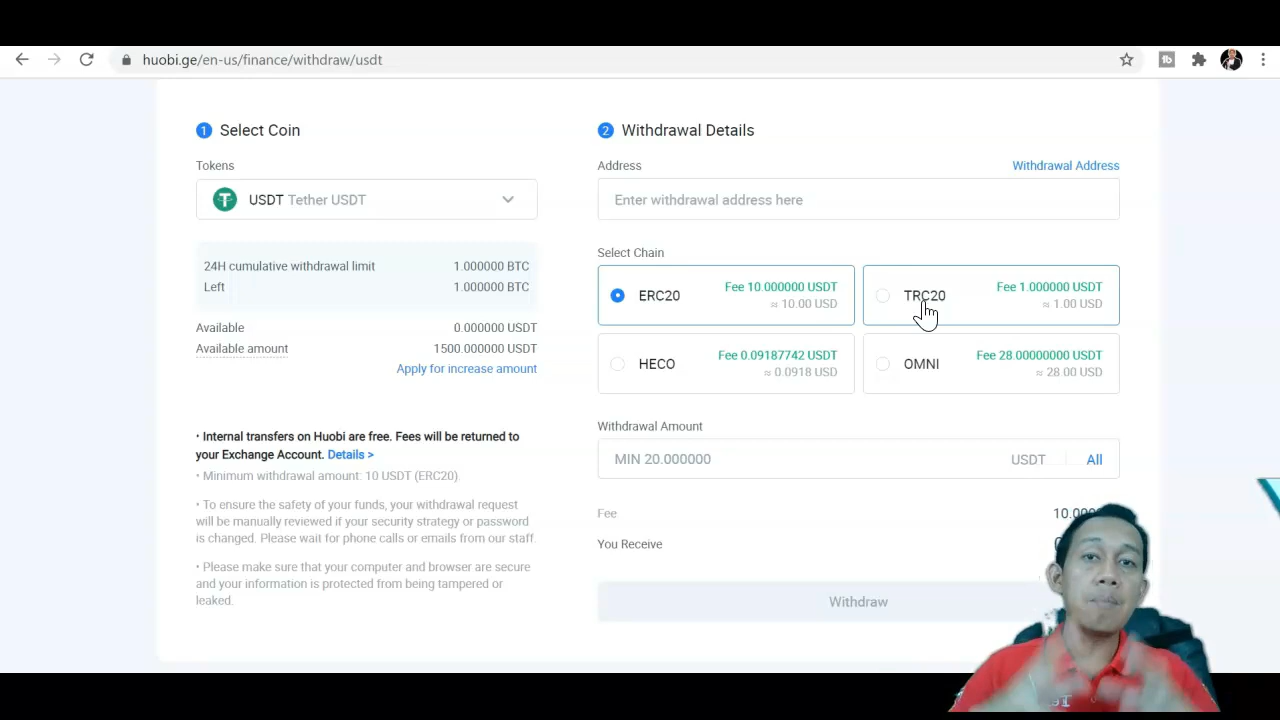 huobi.ge/en-us/finance/withdraw/usdt
1 Select Coin
Tokens
USDT Tether USDT
24H cumulative withdrawal limit 1.000000 BTC
Left 1.000000 BTC
Available 0.000000 USDT
Available amount 1500.000000 USDT
Apply for increase amount
• Internal transfers on Huobi are free. Fees will be returned to
your Exchange Account. Details >
• Minimum withdrawal amount: 10 USDT (ERC20).
• To ensure the safety of your funds, your withdrawal request
will be manually reviewed if your security strategy or password
is changed. Please wait for phone calls or emails from our staff.
• Please make sure that your computer and browser are secure
and your information is protected from being tampered or
leaked.
2 Withdrawal Details
Address Withdrawal Address
Enter withdrawal address here
Select Chain
ERC20 Fee 10.000000 USDT
≈ 10.00 USD
TRC20 Fee 1.000000 USDT
≈ 1.00 USD
HECO Fee 0.09187742 USDT
≈ 0.0918 USD
OMNI Fee 28.00000000 USDT
≈ 28.00 USD
Withdrawal Amount
MIN 20.000000 USDT All
Fee
You Receive
Withdraw